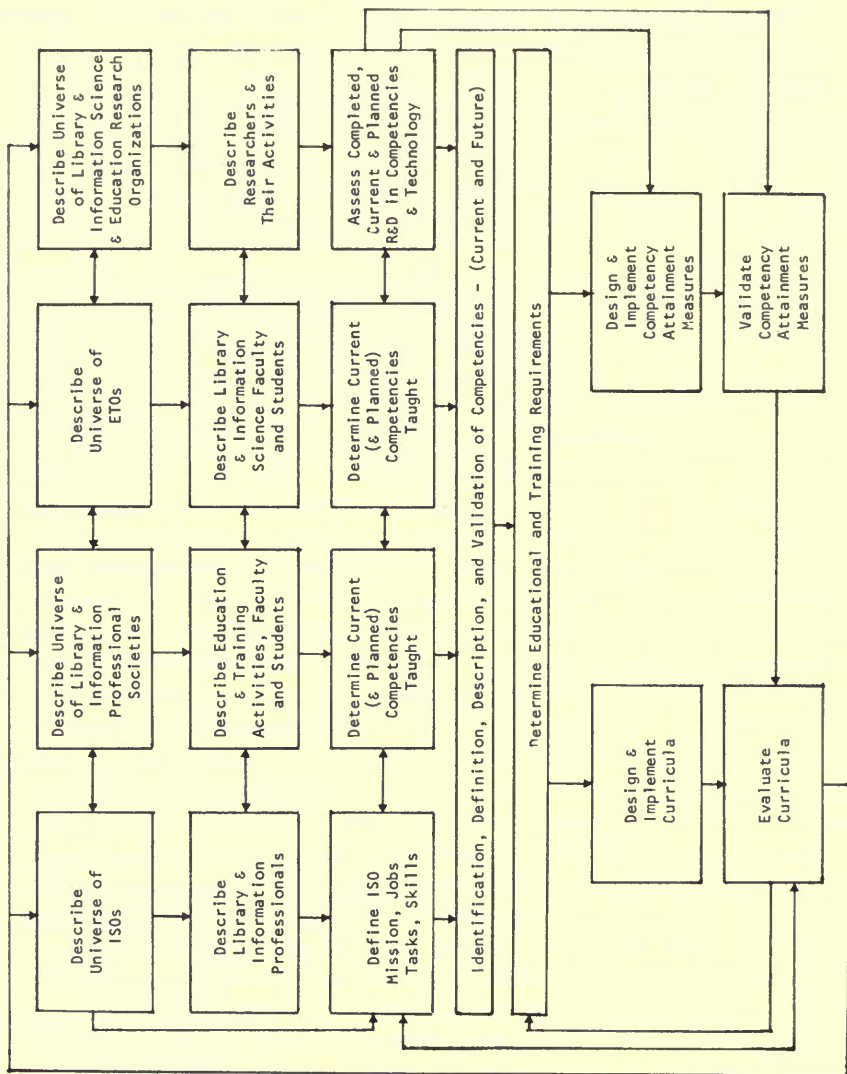 Describe
Universe of
ISOs
Describe Universe
of Library &
Information
Professional
Societies
Describe
Universe of
ETOs
Describe Universe
of Library &
Information Science
& Education Research
Organizations
Describe
Library &
Information
Professionals
Describe Education
& Training
Activities, Faculty
and Students
Describe Library
& Information
Science Faculty
and Students
Describe
Researchers &
Their Activities
Define ISO
Mission, Jobs
Tasks, Skills
Determine Current
(& Planned)
Competencies
Taught
Determine Current
(& Planned)
Competencies
Taught
Assess Completed,
Current & Planned
R&D in Competencies
& Technology
Identification, Definition, Description, and Validation of Competencies - (Current and Future)
Determine Educational and Training Requirements
Design &
Implement
Curricula
Design &
Implement
Competency
Attainment
Measures
Evaluate
Curricula
Validate
Competency
Attainment
Measures